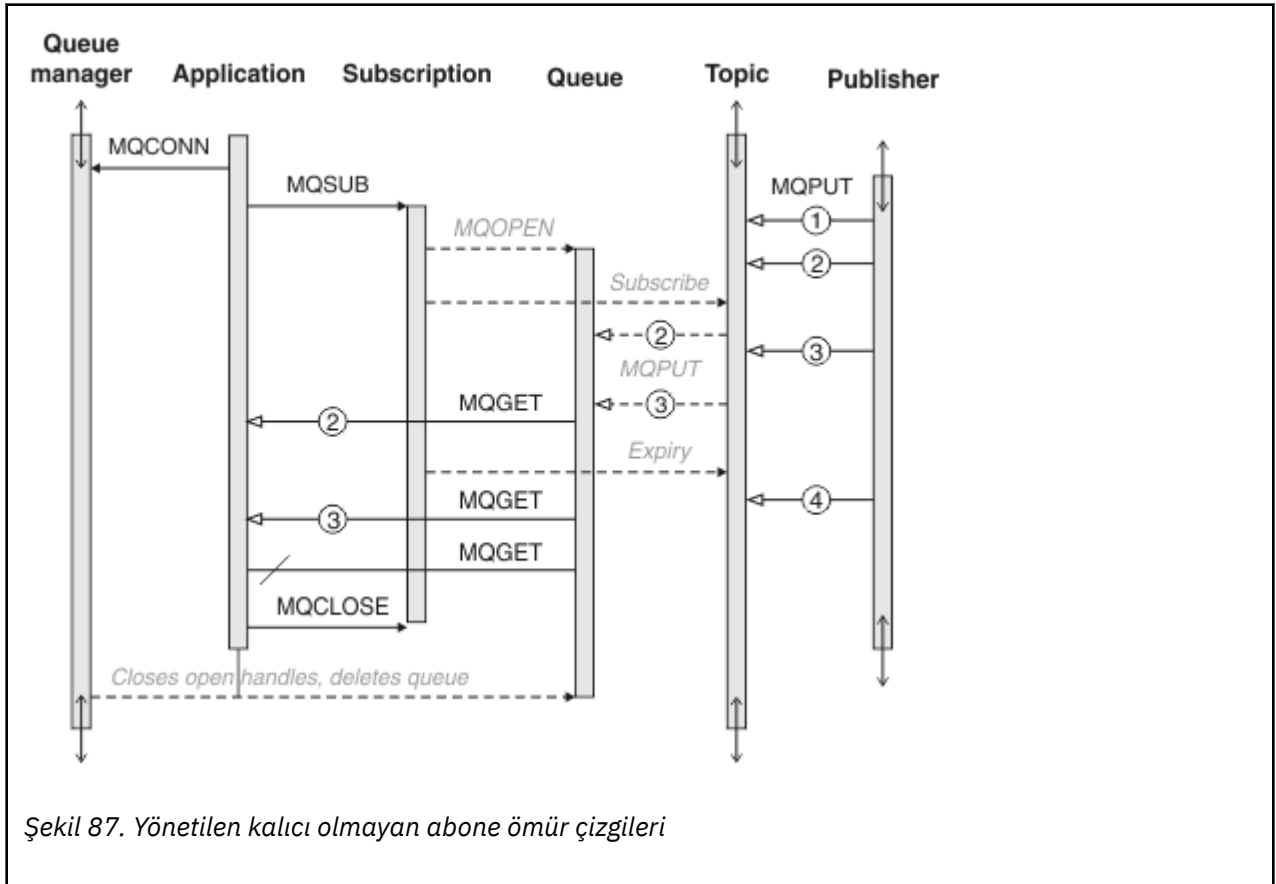 Queue manager
Application
Subscription
Queue
Topic
Publisher
MQCONN
MQSUB
MQPUT
1
MQOPEN
2
Subscribe
2
3
MQPUT
MQGET
3
2
Expiry
MQGET
4
3
MQGET
MQCLOSE
Closes open handles, deletes queue
Şekil 87. Yönetilen kalıcı olmayan abone ömür çizgileri